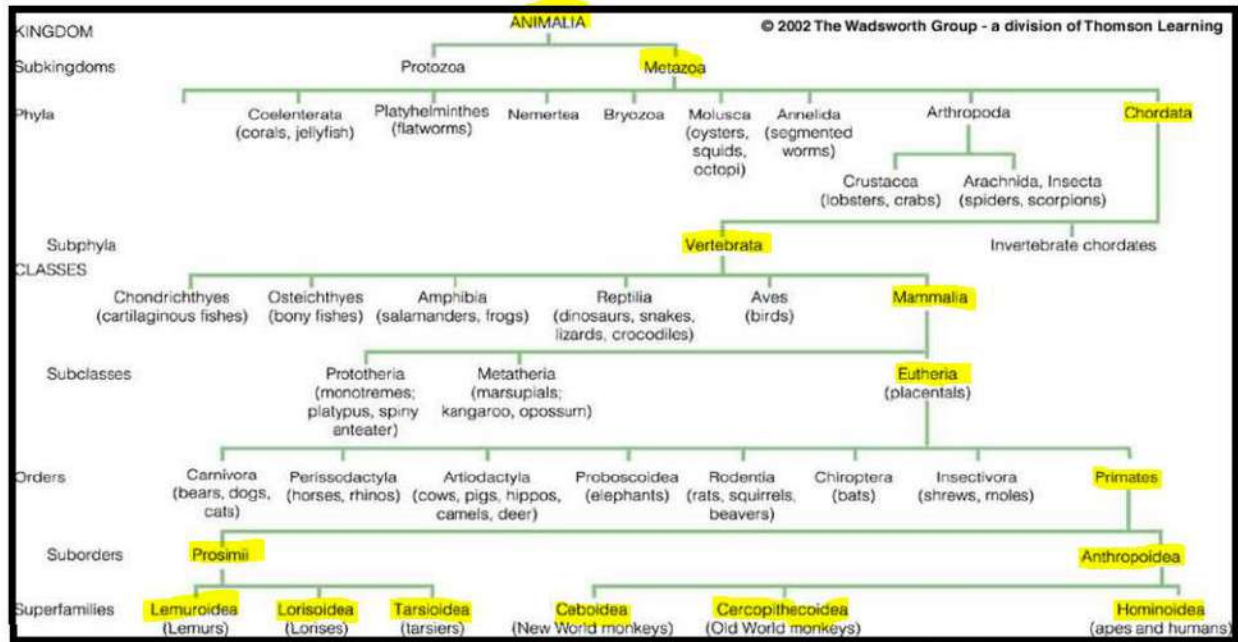 ANIMALIA
© 2002 The Wadsworth Group - a division of Thomson Learning
KINGDOM
Subkingdoms
Protozoa
Metazoa
Phyla
Coelenterata
(corals, jellyfish)
Platyhelminthes
(flatworms)
Nemertea
Bryozoa
Molusca
(oysters,
squids,
octopi)
Annelida
(segmented
worms)
Arthropoda
Chordata
Crustacea
(lobsters, crabs)
Arachnida, Insecta
(spiders, scorpions)
Subphyla
Vertebrata
Invertebrate chordates
CLASSES
Chondrichthyes
(cartilaginous fishes)
Osteichthyes
(bony fishes)
Amphibia
(salamanders, frogs)
Reptilia
(dinosaurs, snakes,
lizards, crocodiles)
Aves
(birds)
Mammalia
Subclasses
Prototheria
(monotremes;
platypus, spiny
anteater)
Metatheria
(marsupials;
kangaroo, opossum)
Eutheria
(placentals)
Orders
Carnivora
(bears, dogs,
cats)
Perissodactyla
(horses, rhinos)
Artiodactyla
(cows, pigs, hippos,
camels, deer)
Proboscoidea
(elephants)
Rodentia
(rats, squirrels,
beavers)
Chiroptera
(bats)
Insectivora
(shrews, moles)
Primates
Suborders
Prosimii
Anthropoidea
Superfamilies
Lemuroidea
(Lemurs)
Lorisoidea
(Lorises)
Tarsioidea
(tarsiers)
Ceboidea
(New World monkeys)
Cercopithecoidea
(Old World monkeys)
Hominoidea
(apes and humans)